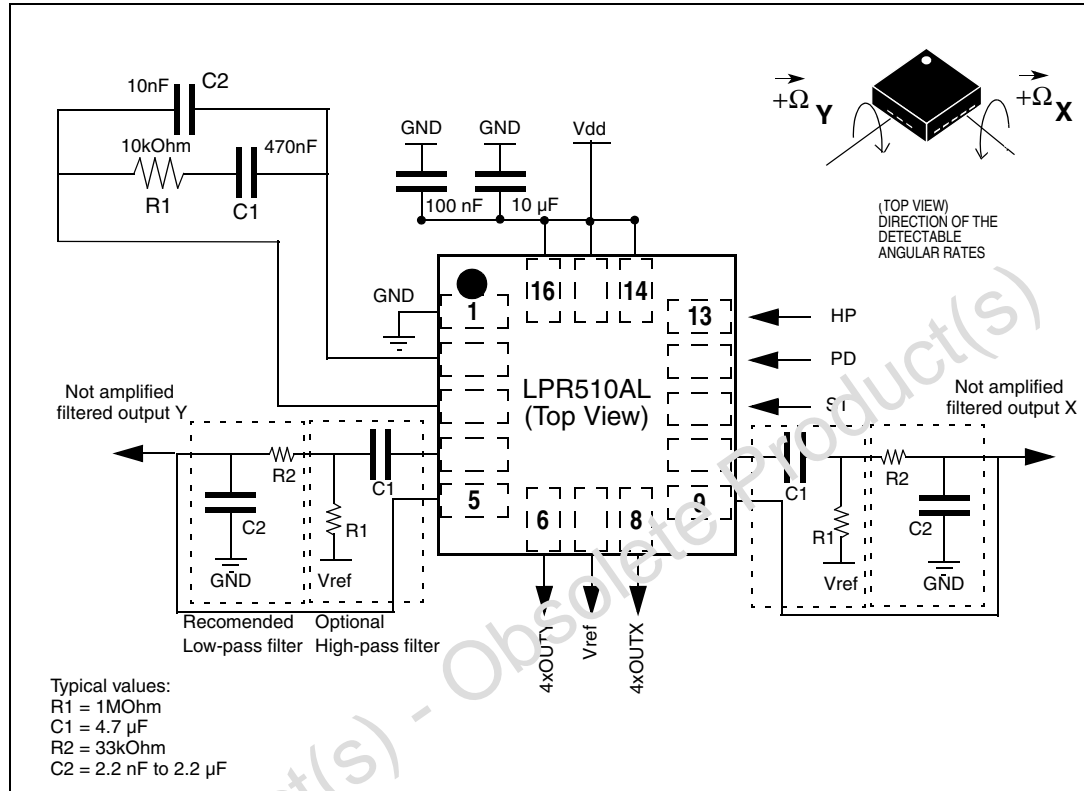 10nF C2
10kOhm 470nF
R1 C1
GND GND Vdd
100 nF 10 µF
+Ω Y
+Ω X
(TOP VIEW)
DIRECTION OF THE
DETECTABLE
ANGULAR RATES
GND
1 16 14 13
HP
PD
ST
LPR510AL
(Top View)
Not amplified
filtered output Y
Not amplified
filtered output X
R2 C1
C2 R1
GND Vref
5 6 8 9
C1 R2
R1 C2
Vref GND
Recomended
Low-pass filter
Optional
High-pass filter
4xOUTY
Vref
4xOUTX
Typical values:
R1 = 1MOhm
C1 = 4.7 µF
R2 = 33kOhm
C2 = 2.2 nF to 2.2 µF
t(s) - Obsolete Product(s)